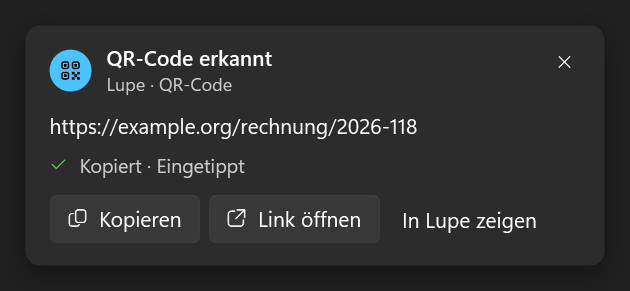 QR-Code erkannt
Lupe · QR-Code
https://example.org/rechnung/2026-118
Kopiert · Eingetippt
Kopieren
Link öffnen
In Lupe zeigen